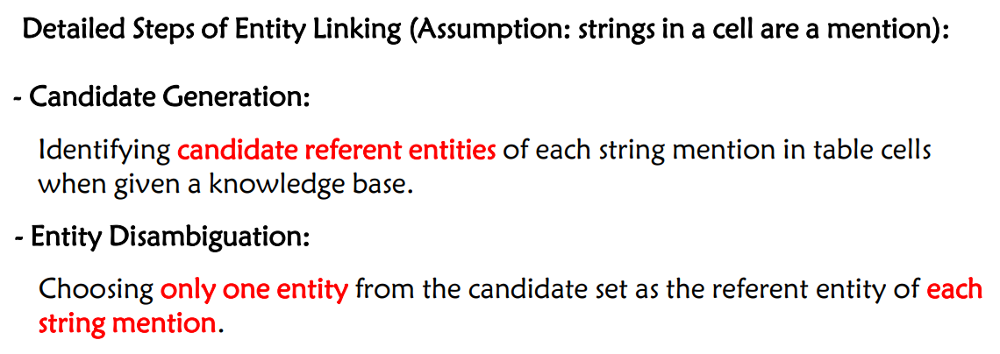 Detailed Steps of Entity Linking (Assumption: strings in a cell are a mention):
- Candidate Generation:
Identifying candidate referent entities of each string mention in table cells
when given a knowledge base.
- Entity Disambiguation:
Choosing only one entity from the candidate set as the referent entity of each
string mention.